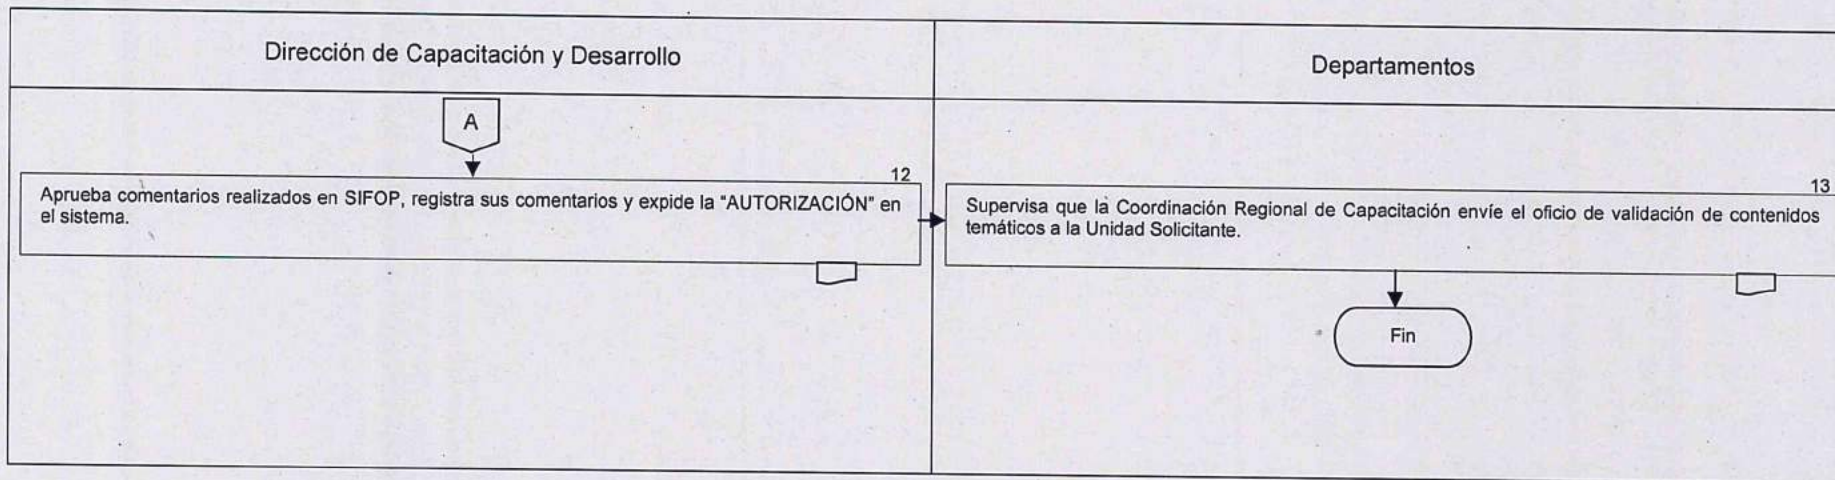 Dirección de Capacitación y Desarrollo
Departamentos
A
12
Aprueba comentarios realizados en SIFOP, registra sus comentarios y expide la "AUTORIZACIÓN" en
el sistema.
13
Supervisa que la Coordinación Regional de Capacitación envíe el oficio de validación de contenidos
temáticos a la Unidad Solicitante.
Fin